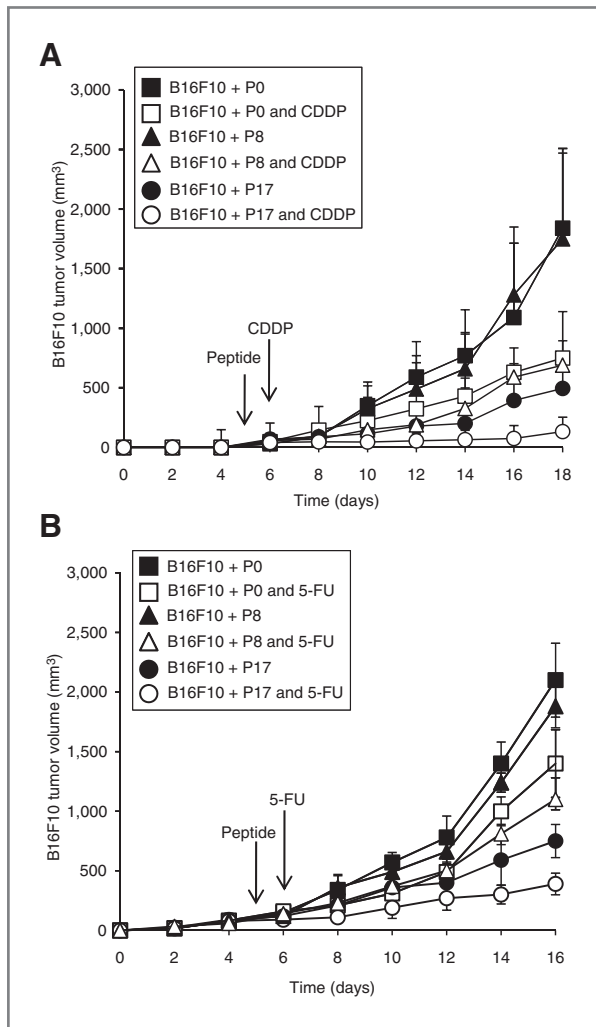 A
3,000
2,500
2,000
1,500
1,000
500
0
B16F10 tumor volume (mm³)
B16F10 + P0
B16F10 + P0 and CDDP
B16F10 + P8
B16F10 + P8 and CDDP
B16F10 + P17
B16F10 + P17 and CDDP
CDDP
Peptide
0 2 4 6 8 10 12 14 16 18
Time (days)
B
3,000
2,500
2,000
1,500
1,000
500
0
B16F10 tumor volume (mm³)
B16F10 + P0
B16F10 + P0 and 5-FU
B16F10 + P8
B16F10 + P8 and 5-FU
B16F10 + P17
B16F10 + P17 and 5-FU
5-FU
Peptide
0 2 4 6 8 10 12 14 16
Time (days)